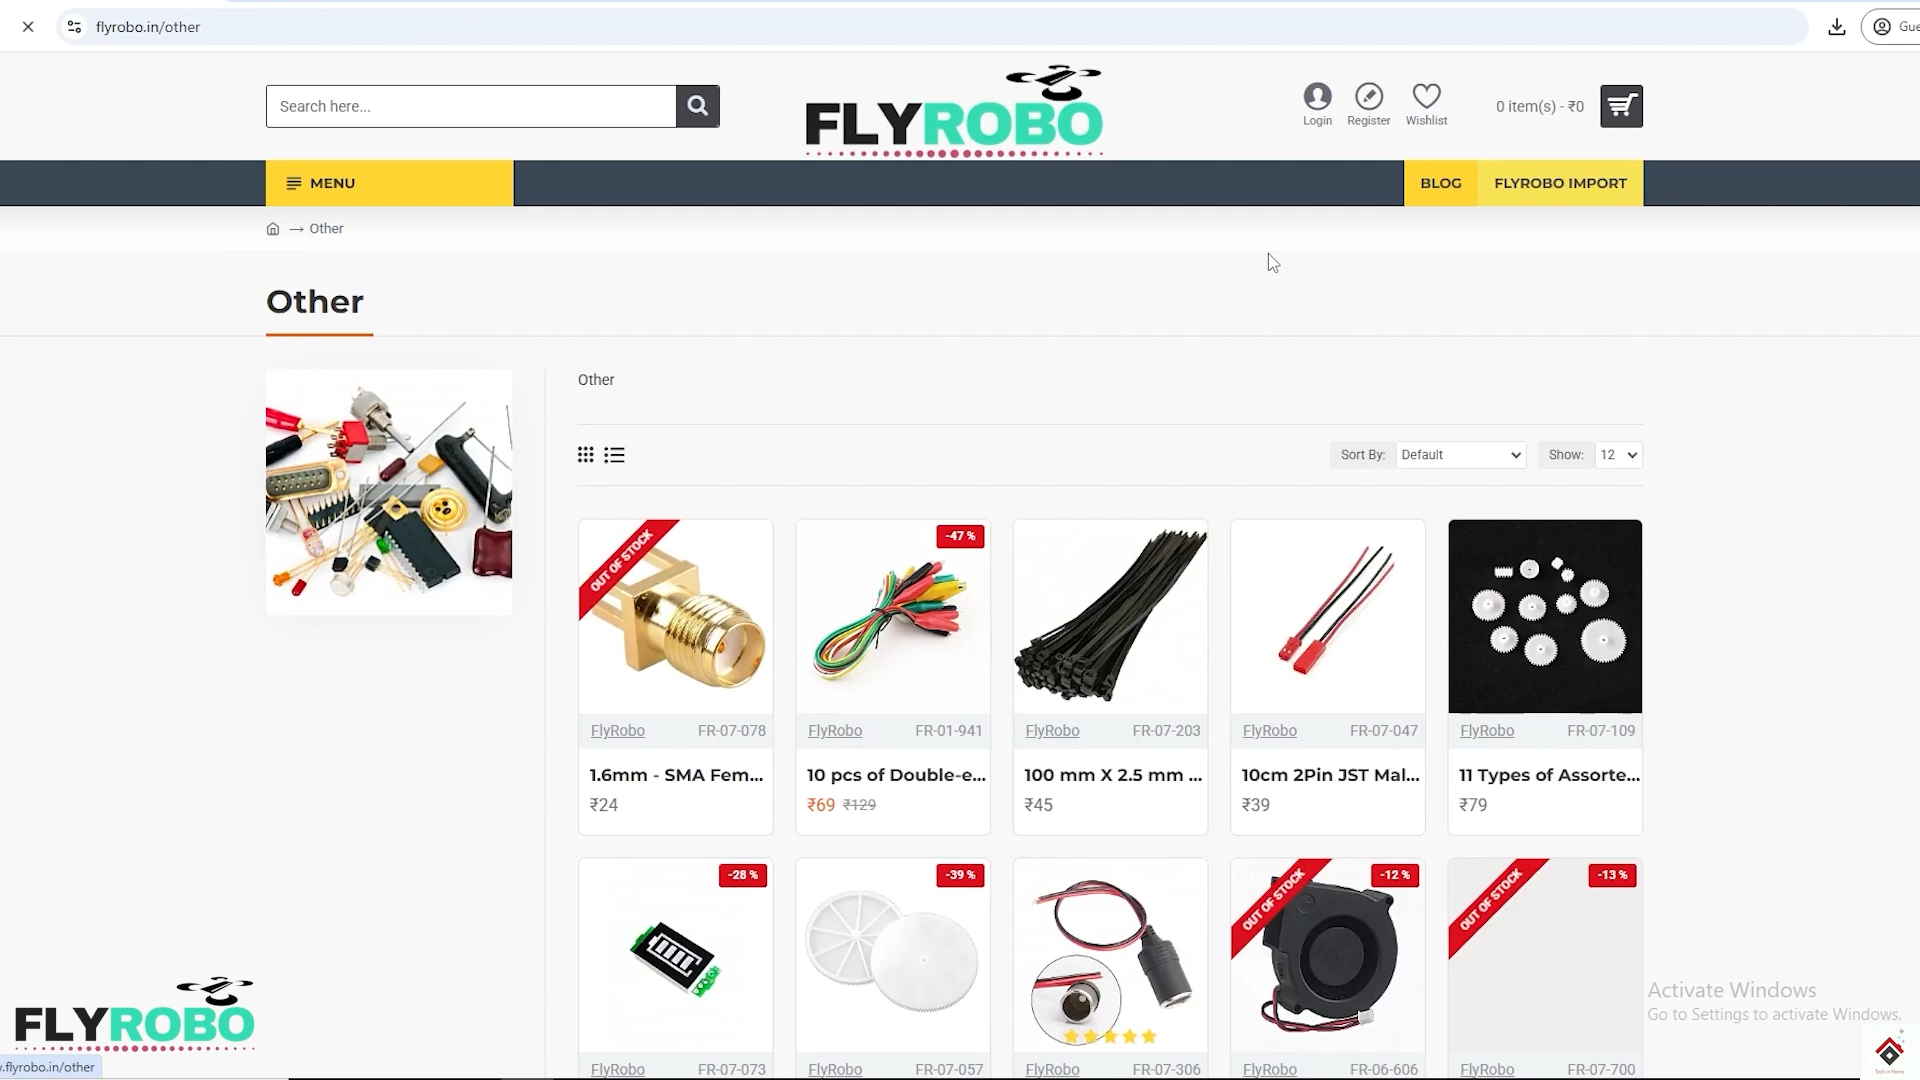 flyrobo.in/other
Gue
Search here...
FLYROBO
Login
Register
Wishlist
0 item(s) - ₹0
MENU
BLOG
FLYROBO IMPORT
→ Other
Other
Other
Sort By:
Default
Show:
12
OUT OF STOCK
-47 %
FlyRobo FR-07-078
FlyRobo FR-01-941
FlyRobo FR-07-203
FlyRobo FR-07-047
FlyRobo FR-07-109
1.6mm - SMA Fem...
10 pcs of Double-e...
100 mm X 2.5 mm ...
10cm 2Pin JST Mal...
11 Types of Assorte...
₹24
₹69 ₹129
₹45
₹39
₹79
-28 %
-39 %
OUT OF STOCK
-12 %
OUT OF STOCK
-13 %
FlyRobo FR-07-073
FlyRobo FR-07-057
FlyRobo FR-07-306
FlyRobo FR-06-606
FlyRobo FR-07-700
Activate Windows
Go to Settings to activate Windows.
FLYROBO
.flyrobo.in/other